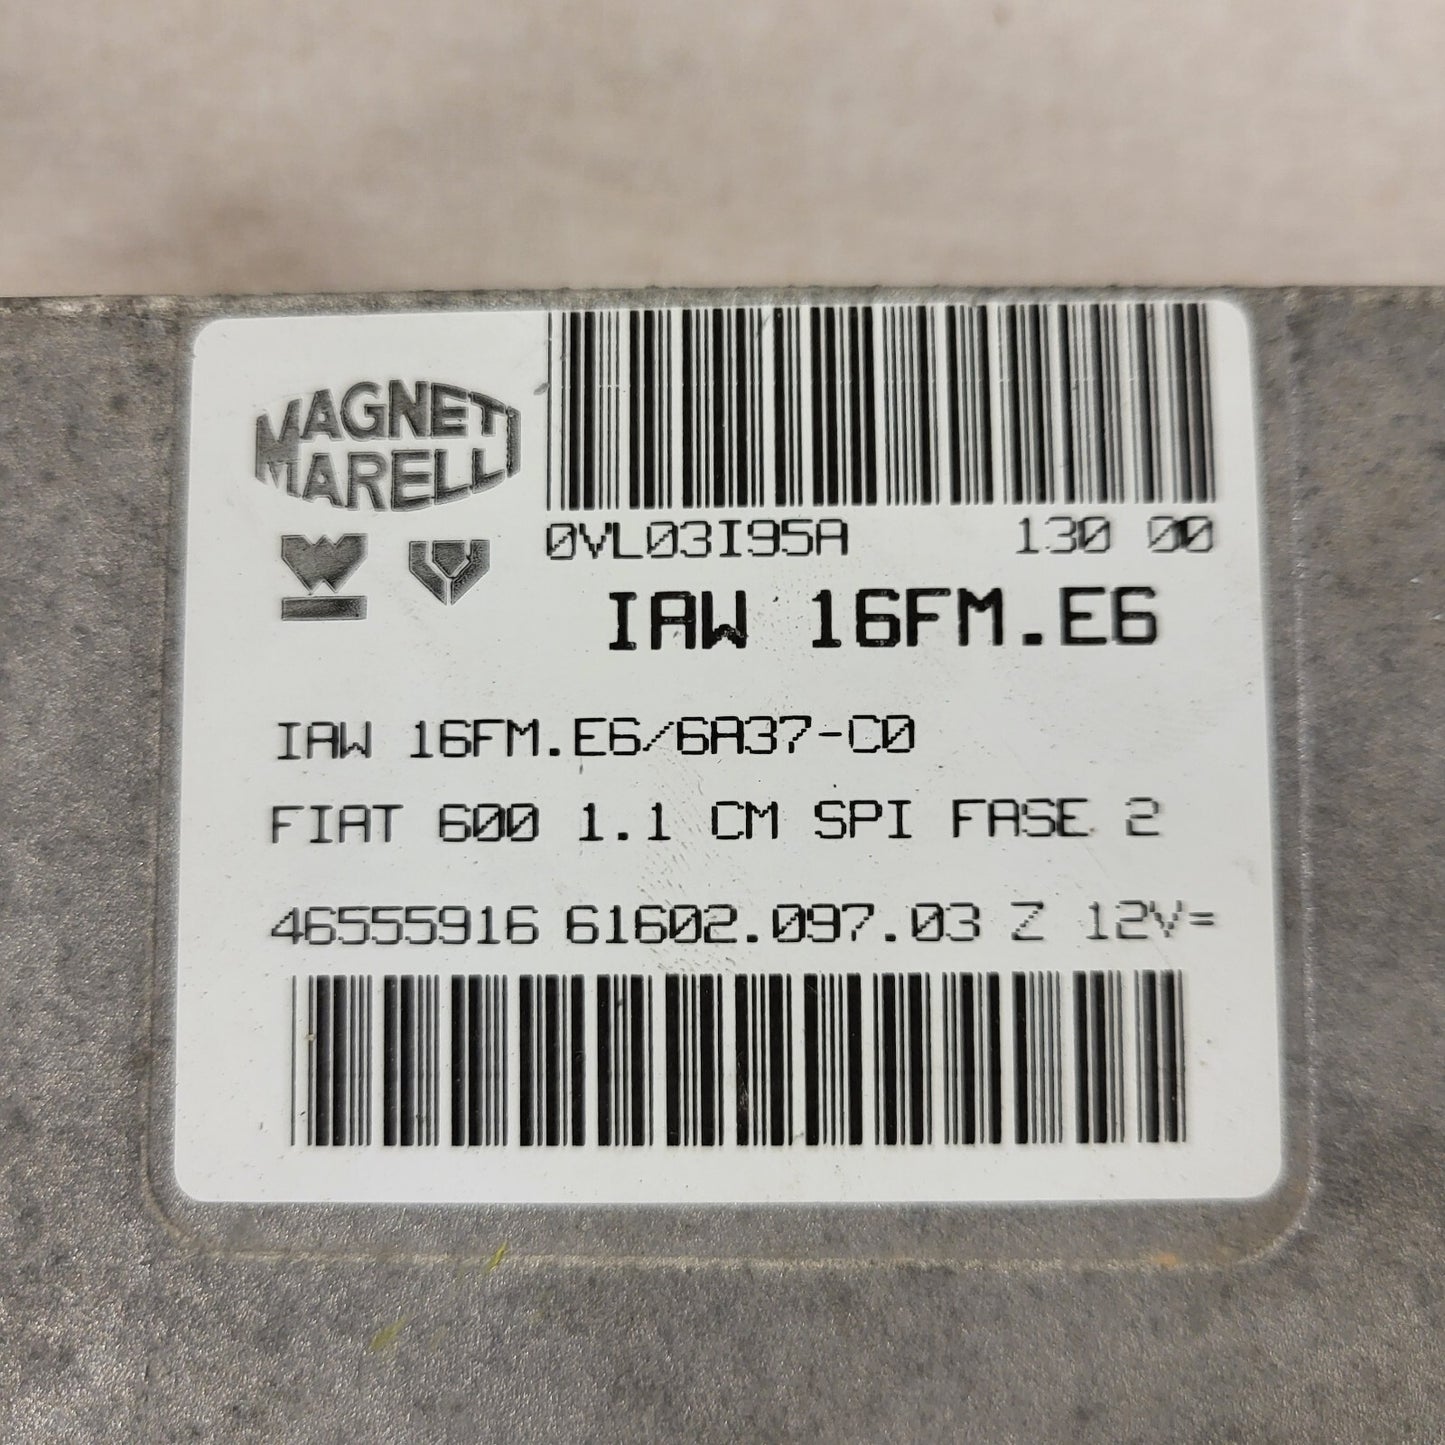 MAGNETI
MARELLI
0VL03I95A 130 00
IAW 16FM.E6
IAW 16FM.E6/6A37-C0
FIAT 600 1.1 CM SPI FASE 2
46555916 61602.097.03 Z 12V=